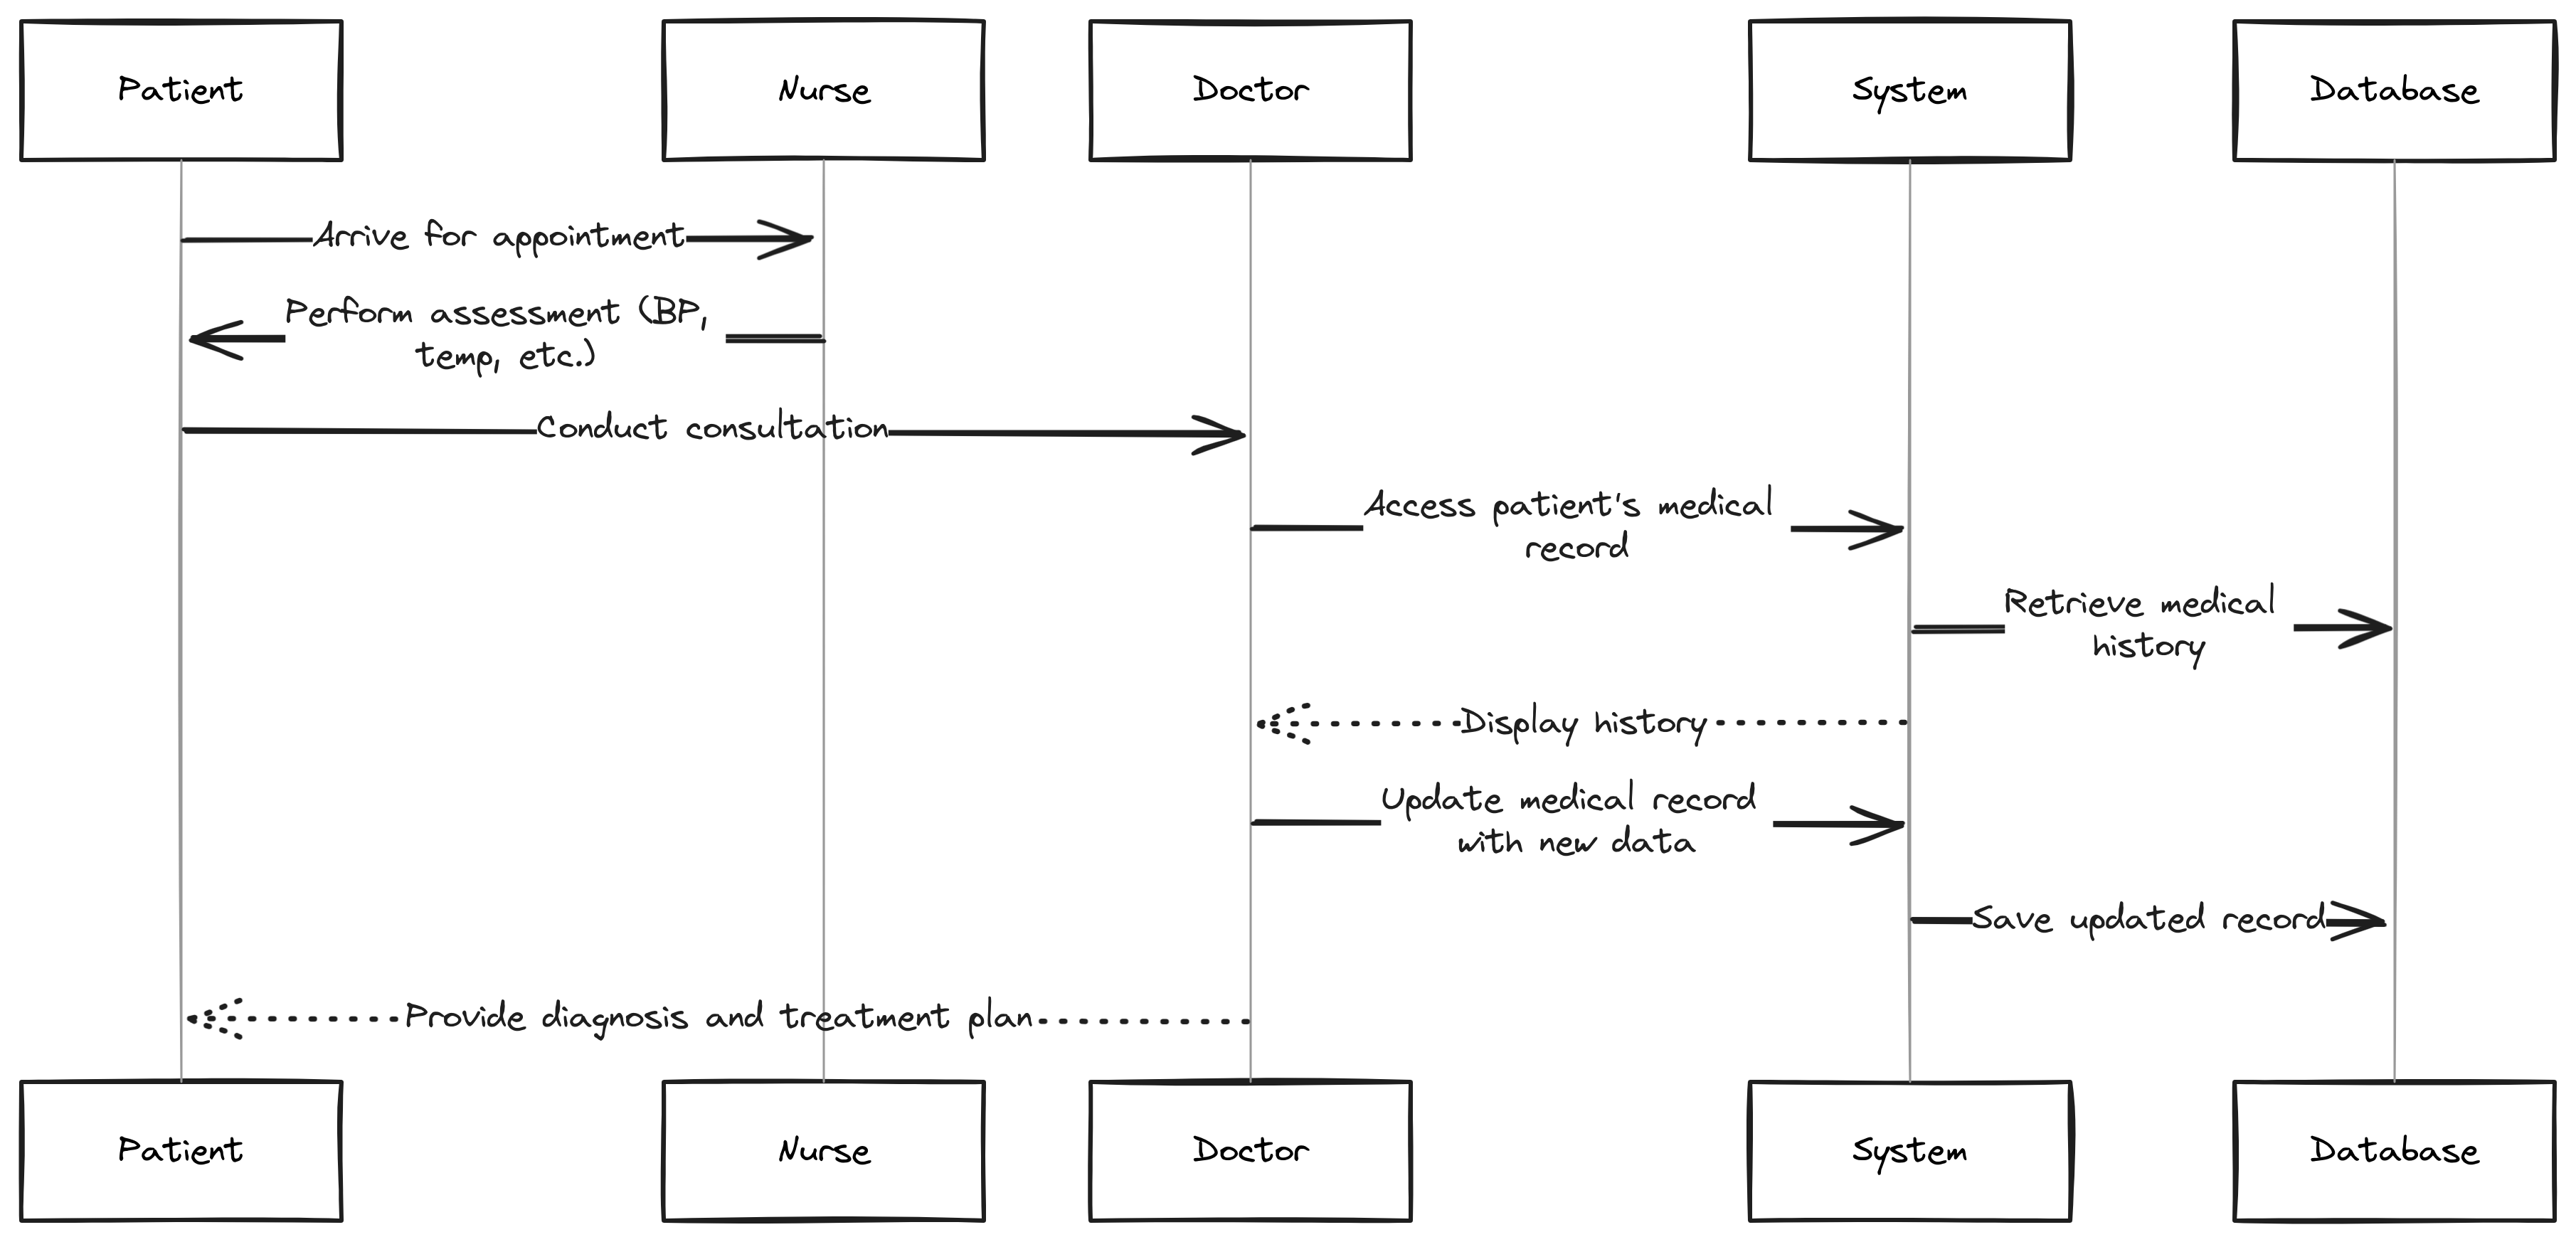 Patient
Nurse
Doctor
System
Database
Arrive for appointment
Perform assessment (BP,
temp, etc.)
Conduct consultation
Access patient's medical
record
Retrieve medical
history
Display history
Update medical record
with new data
Save updated record
Provide diagnosis and treatment plan
Patient
Nurse
Doctor
System
Database